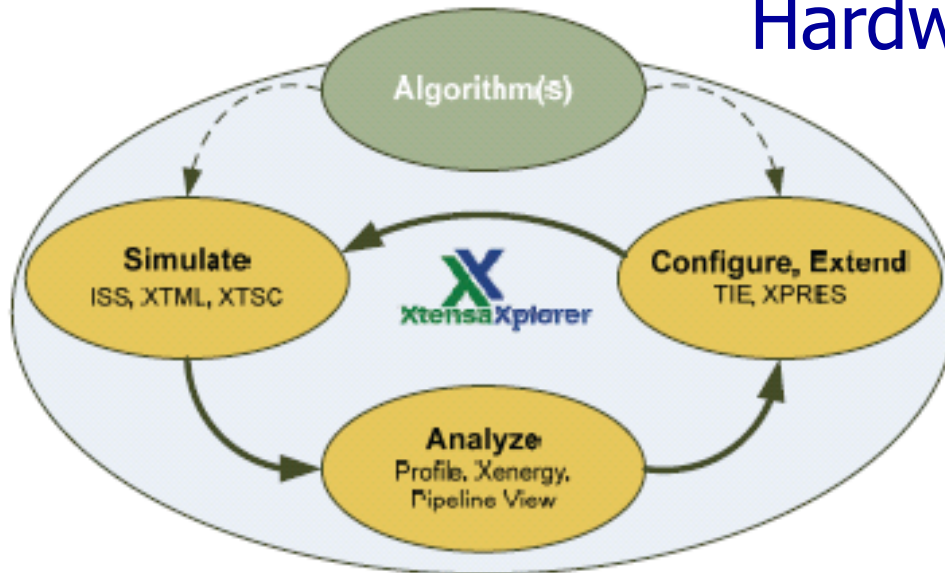 Hardw
Algorithm(s)
Simulate
ISS, XTML, XTSC
Configure, Extend
TIE, XPRES
XtensaXplorer
Analyze
Profile, Xenergy,
Pipeline View